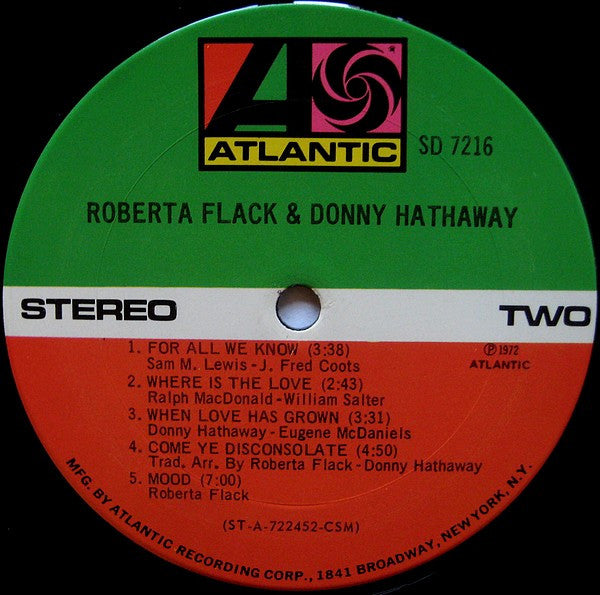 ATLANTIC
SD 7216
ROBERTA FLACK & DONNY HATHAWAY
STEREO
TWO
1. FOR ALL WE KNOW (3:38)
Sam M. Lewis - J. Fred Coots
2. WHERE IS THE LOVE (2:43)
Ralph MacDonald - William Salter
3. WHEN LOVE HAS GROWN (3:31)
Donny Hathaway - Eugene McDaniels
4. COME YE DISCONSOLATE (4:50)
Trad. Arr. By Roberta Flack - Donny Hathaway
5. MOOD (7:00)
Roberta Flack
℗ 1972
ATLANTIC
(ST-A-722452-CSM)
MFG. BY ATLANTIC RECORDING CORP., 1841 BROADWAY, NEW YORK, N.Y.